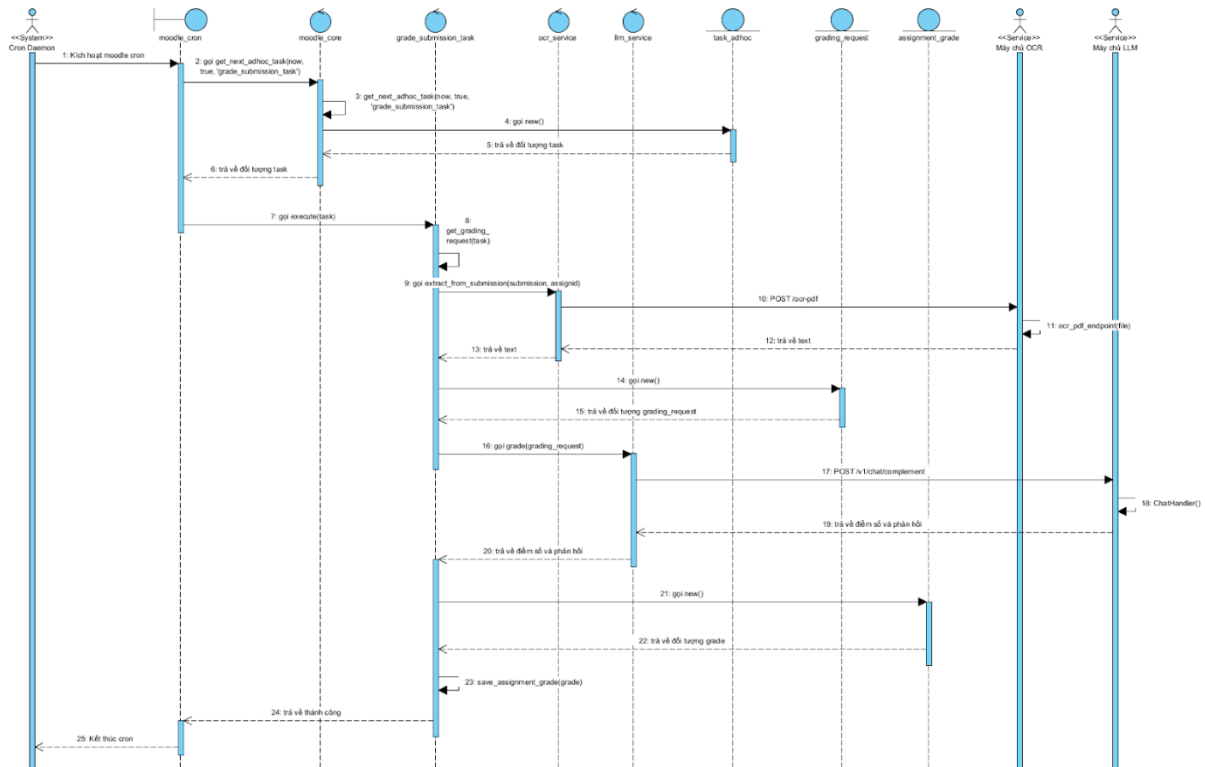 <<System>>
Cron Daemon
moodle_cron
moodle_core
grade_submission_task
ocr_service
llm_service
task_adhoc
grading_request
assignment_grade
<<Service>>
Máy chủ OCR
<<Service>>
Máy chủ LLM
1: Kích hoạt moodle cron
2: gọi get_next_adhoc_task(now,
true, 'grade_submission_task')
3: get_next_adhoc_task(now, true,
'grade_submission_task')
4: gọi new()
5: trả về đối tượng task
6: trả về đối tượng task
7: gọi execute(task)
8:
get_grading_
request(task)
9: gọi extract_from_submission(submission, assignid)
10: POST /ocr-pdf
11: ocr_pdf_endpoint(file)
12: trả về text
13: trả về text
14: gọi new()
15: trả về đối tượng grading_request
16: gọi grade(grading_request)
17: POST /v1/chat/complement
18: ChatHandler()
19: trả về điểm số và phản hồi
20: trả về điểm số và phản hồi
21: gọi new()
22: trả về đối tượng grade
23: save_assignment_grade(grade)
24: trả về thành công
25: Kết thúc cron